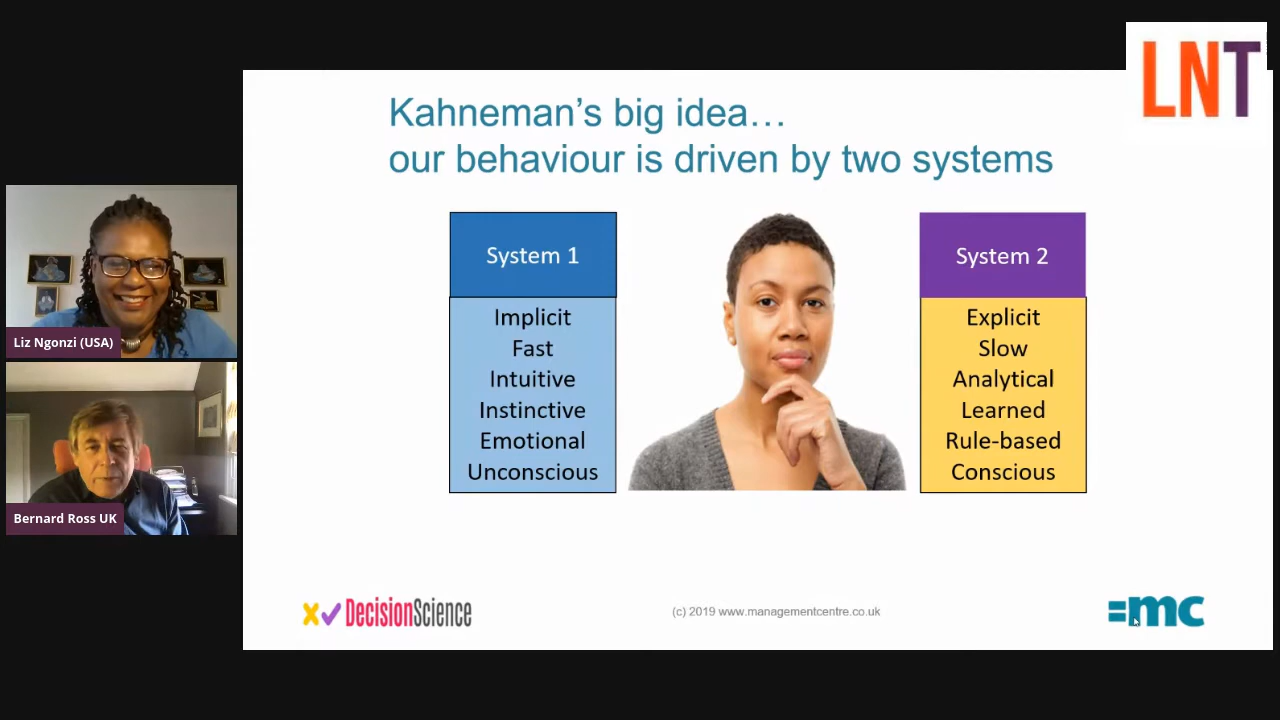 LNT
Kahneman's big idea…
our behaviour is driven by two systems
System 1
Implicit
Fast
Intuitive
Instinctive
Emotional
Unconscious
System 2
Explicit
Slow
Analytical
Learned
Rule-based
Conscious
Liz Ngonzi (USA)
Bernard Ross UK
DecisionScience
(c) 2019 www.managementcentre.co.uk
=mc